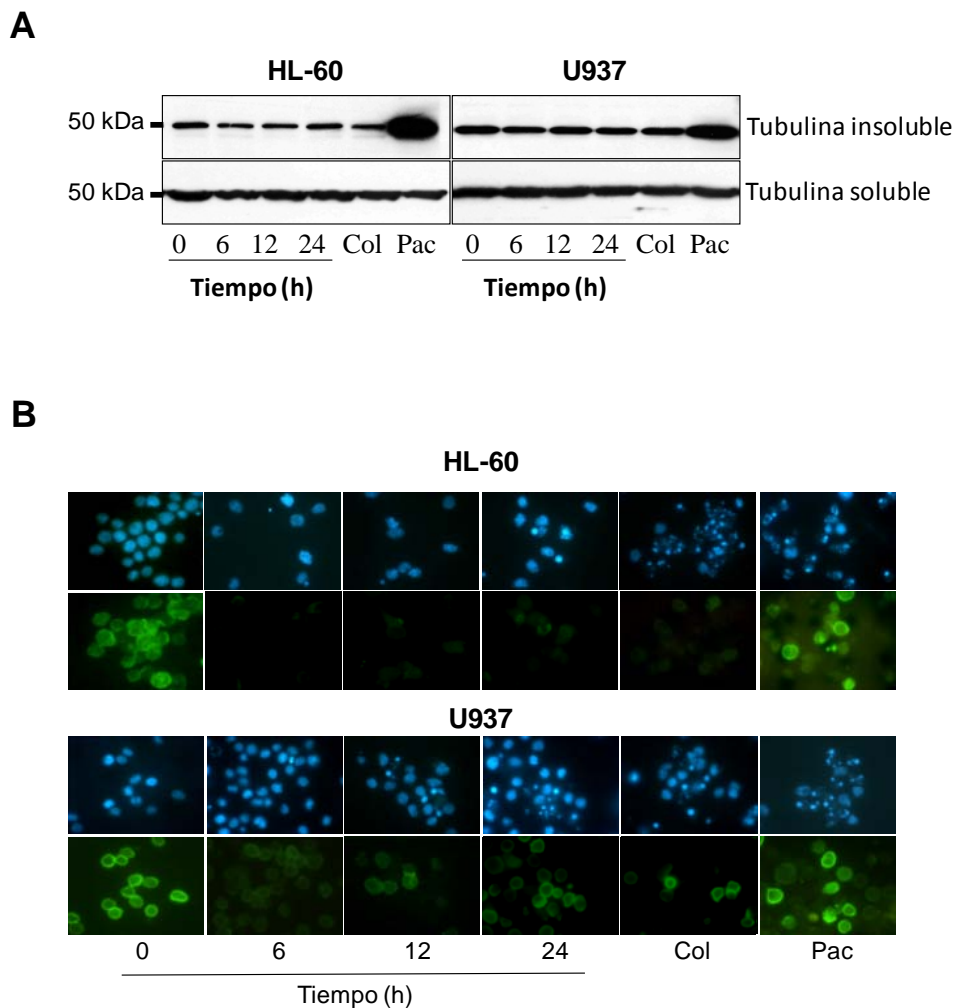 A
HL-60 U937
50 kDa Tubulina insoluble
50 kDa Tubulina soluble
0 6 12 24 Col Pac 0 6 12 24 Col Pac
Tiempo (h) Tiempo (h)
B
HL-60
U937
0 6 12 24 Col Pac
Tiempo (h)